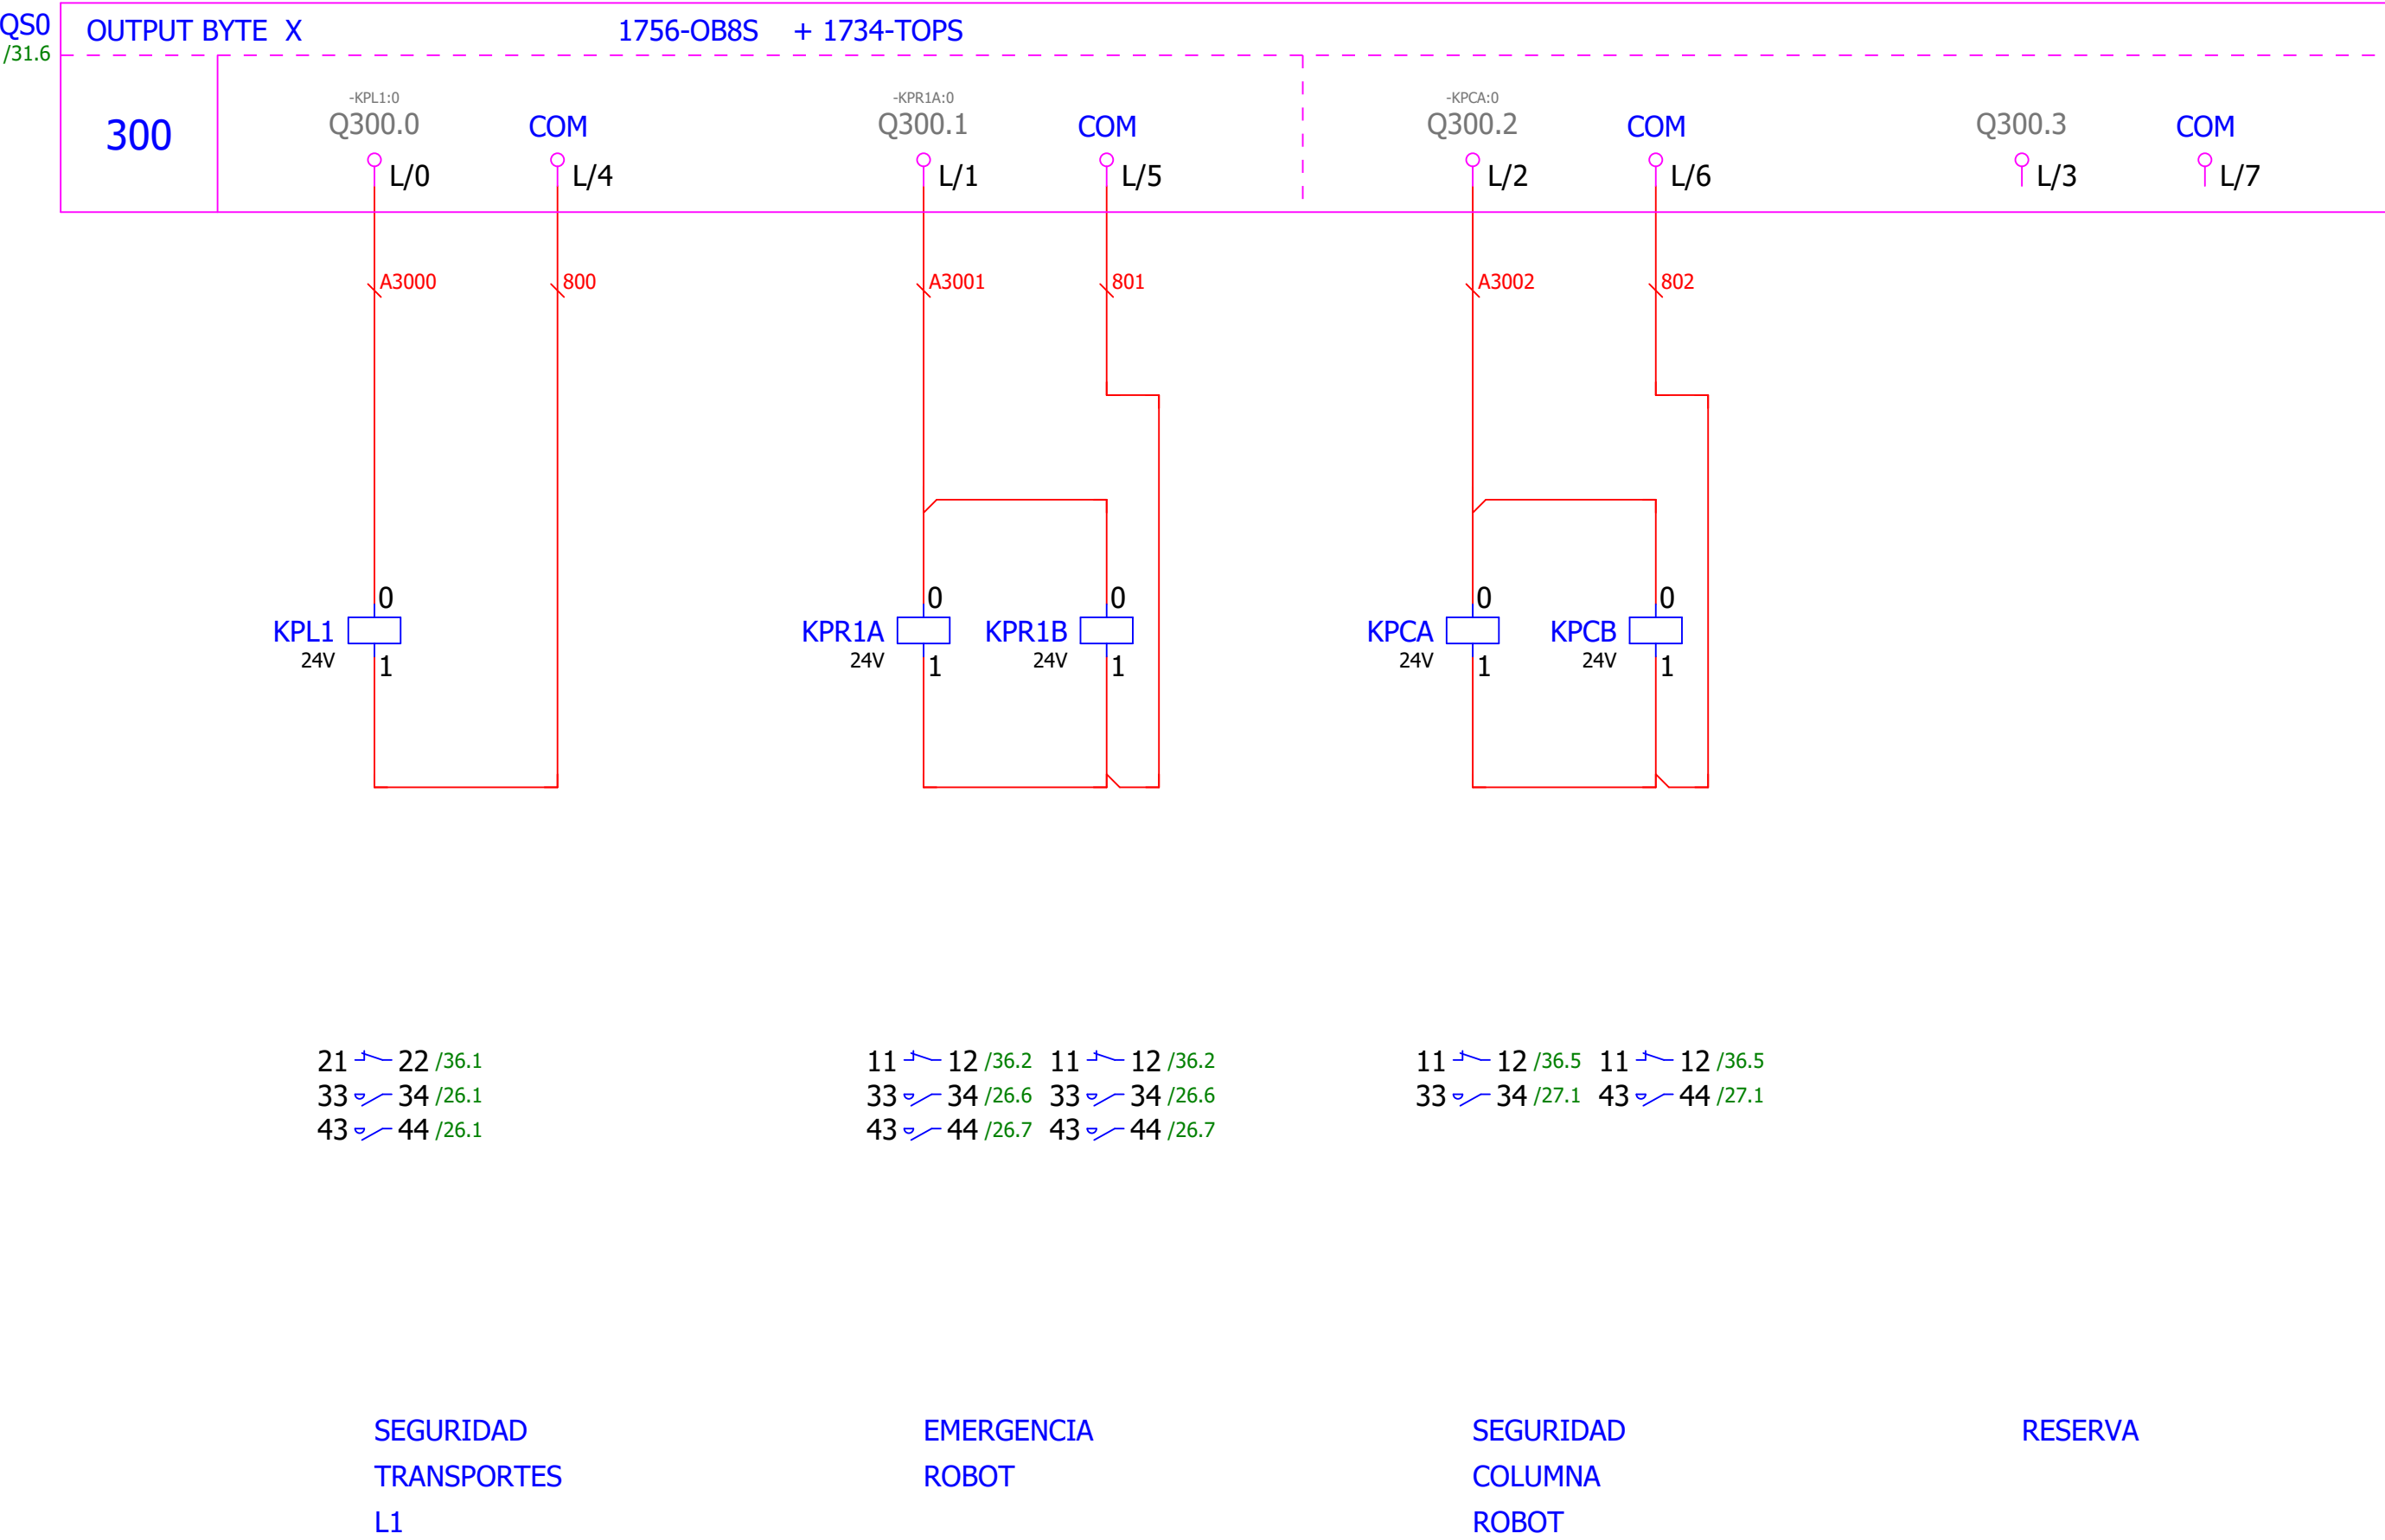 QS0 OUTPUT BYTE X 1756-OB8S + 1734-TOPS
/31.6
-KPL1:0 -KPR1A:0 -KPCA:0
300 Q300.0 COM Q300.1 COM Q300.2 COM Q300.3 COM
L/0 L/4 L/1 L/5 L/2 L/6 L/3 L/7
A3000 800 A3001 801 A3002 802
0 0 0 0 0
KPL1 KPR1A KPR1B KPCA KPCB
24V 24V 24V 24V 24V
1 1 1 1 1
21 22 /36.1 11 12 /36.2 11 12 /36.2 11 12 /36.5 11 12 /36.5
33 34 /26.1 33 34 /26.6 33 34 /26.6 33 34 /27.1 43 44 /27.1
43 44 /26.1 43 44 /26.7 43 44 /26.7
SEGURIDAD EMERGENCIA SEGURIDAD RESERVA
TRANSPORTES ROBOT COLUMNA
L1 ROBOT